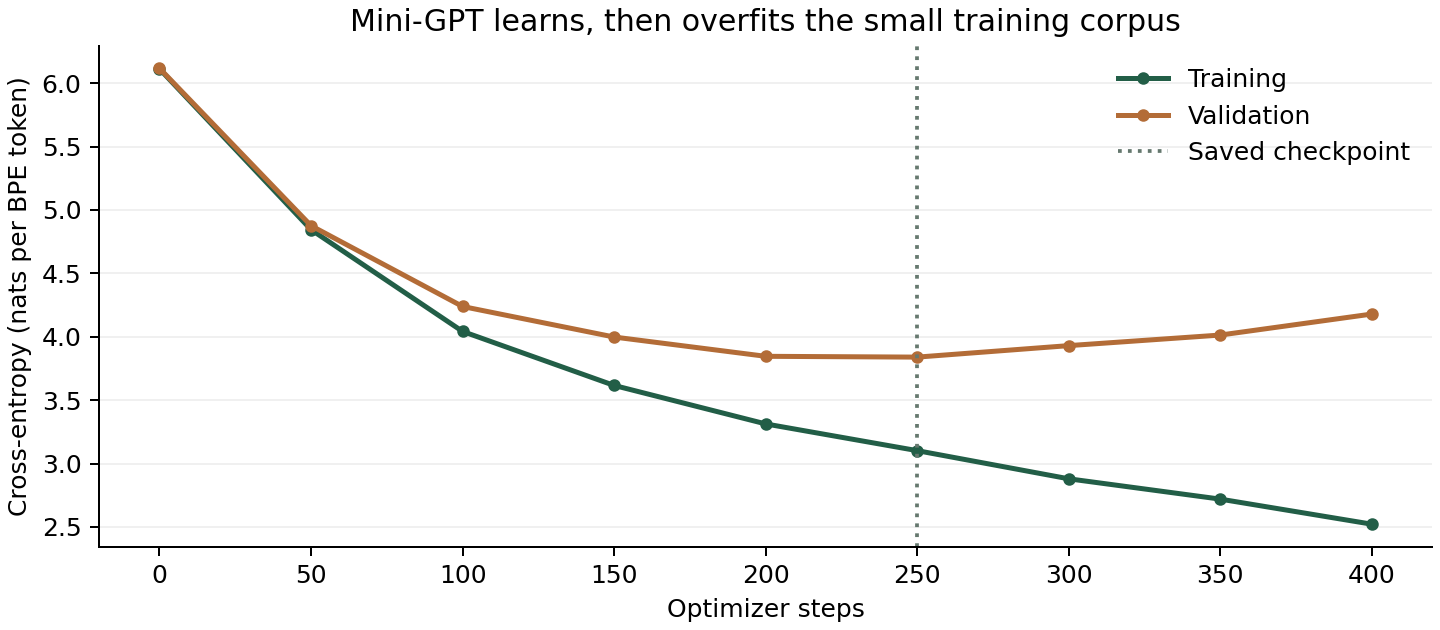 Mini-GPT learns, then overfits the small training corpus
Cross-entropy (nats per BPE token)
6.0
5.5
5.0
4.5
4.0
3.5
3.0
2.5
Training
Validation
Saved checkpoint
0 50 100 150 200 250 300 350 400
Optimizer steps